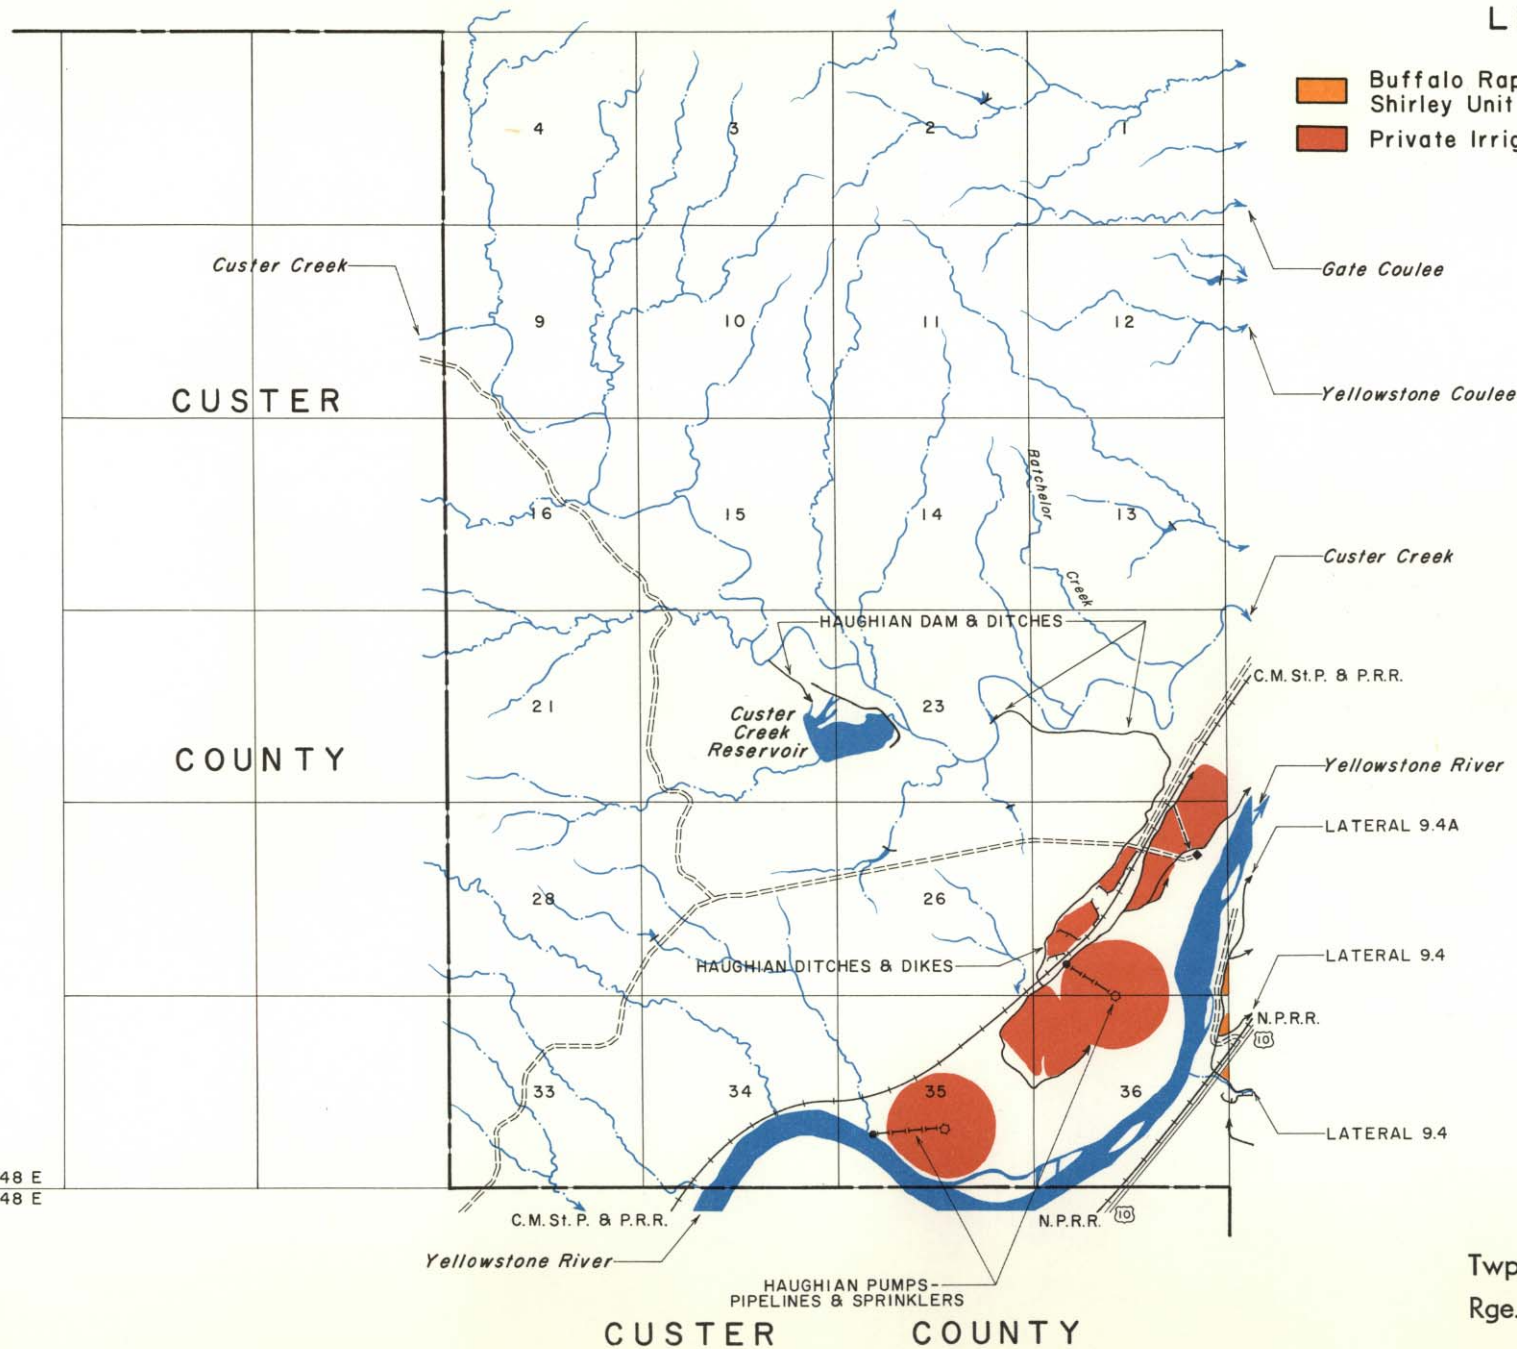 L
Buffalo Rap
Shirley Unit
Private Irrig
4
3
2
1
Custer Creek
Gate Coulee
9
10
11
12
CUSTER
Yellowstone Coulee
Batchelor
Creek
16
15
14
13
Custer Creek
HAUGHIAN DAM & DITCHES
C.M.St.P. & P.R.R.
21
Custer
Creek
Reservoir
23
COUNTY
Yellowstone River
LATERAL 9.4A
28
26
HAUGHIAN DITCHES & DIKES
LATERAL 9.4
N.P.R.R.
10
33
34
35
36
LATERAL 9.4
48 E
48 E
C.M.St.P. & P.R.R.
N.P.R.R.
10
Yellowstone River
HAUGHIAN PUMPS-
PIPELINES & SPRINKLERS
Twp
Rge.
CUSTER COUNTY